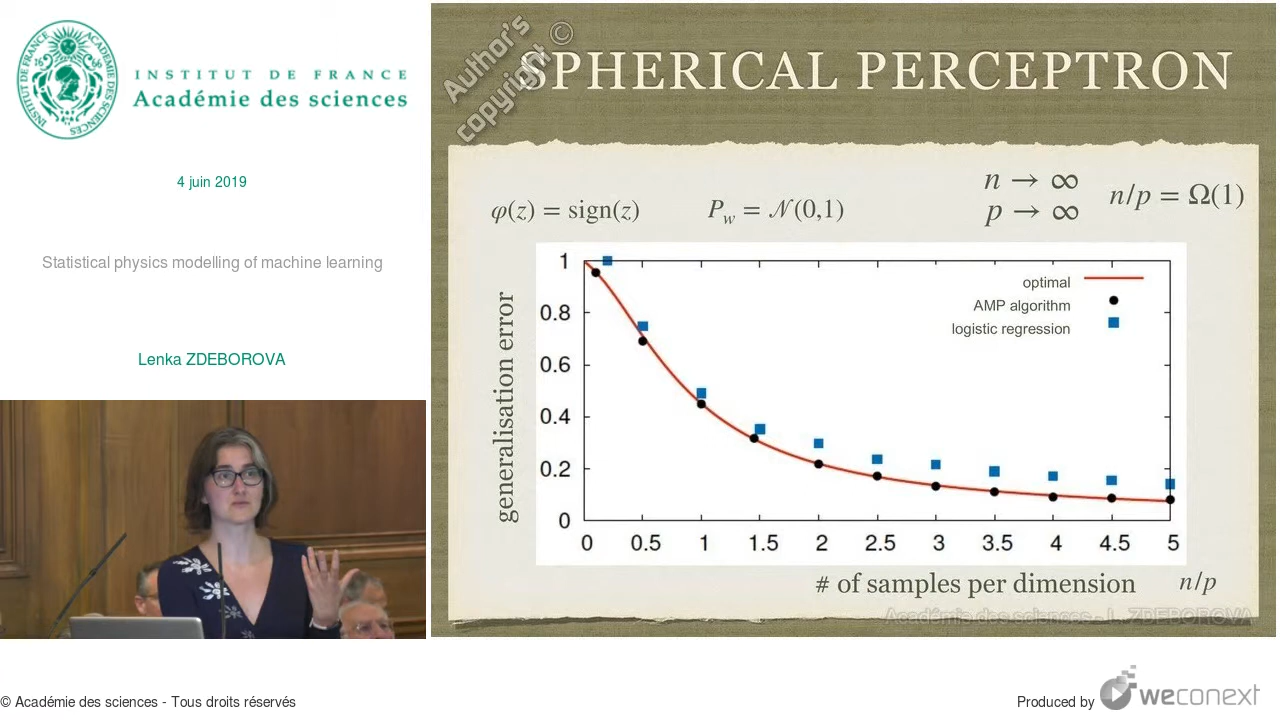 INSTITUT DE FRANCE
Académie des sciences
4 juin 2019
Statistical physics modelling of machine learning
Lenka ZDEBOROVA
Author's ©
copyright
SPHERICAL PERCEPTRON
φ(z) = sign(z)
P_w = 𝒩(0,1)
n → ∞
p → ∞
n/p = Ω(1)
generalisation error
1
0.8
0.6
0.4
0.2
0
optimal
AMP algorithm
logistic regression
0 0.5 1 1.5 2 2.5 3 3.5 4 4.5 5
# of samples per dimension n/p
Académie des sciences - L. ZDEBOROVA
© Académie des sciences - Tous droits réservés
Produced by weconext